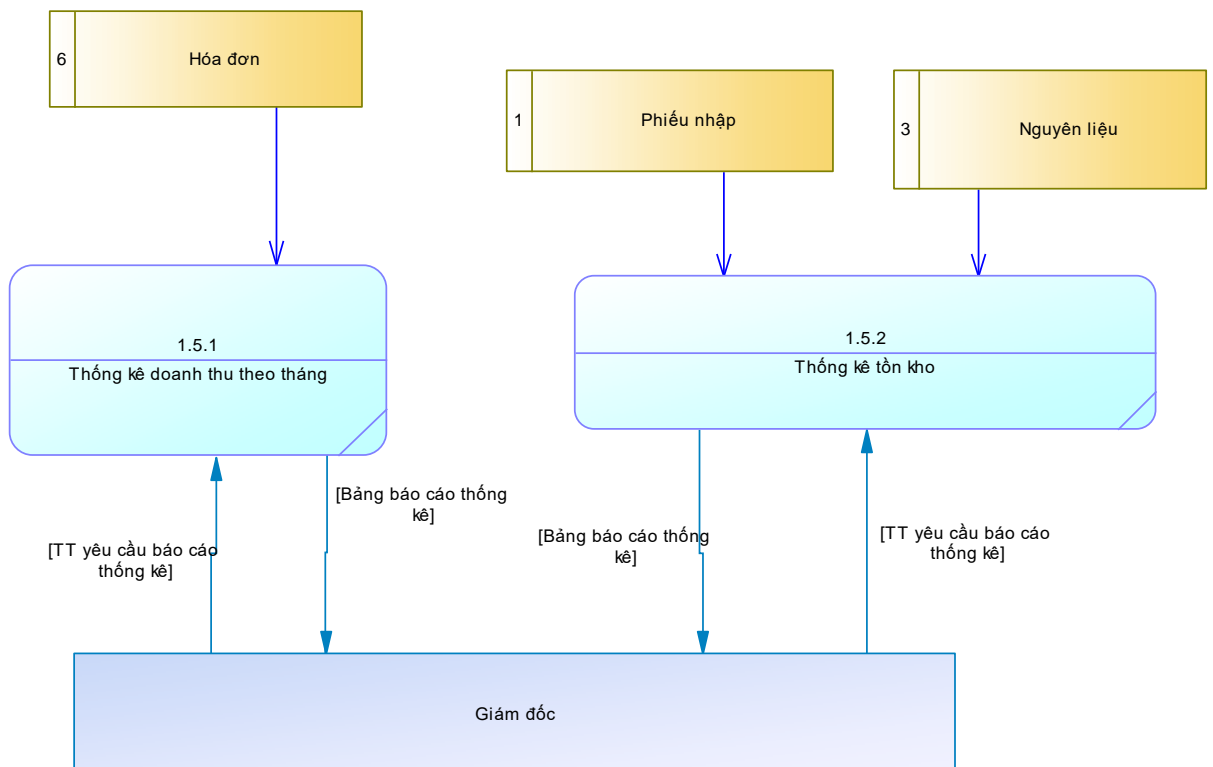 6
Hóa đơn
1
Phiếu nhập
3
Nguyên liệu
1.5.1
Thống kê doanh thu theo tháng
1.5.2
Thống kê tồn kho
[Bảng báo cáo thống
kê]
[TT yêu cầu báo cáo
thống kê]
[Bảng báo cáo thống
kê]
[TT yêu cầu báo cáo
thống kê]
Giám đốc